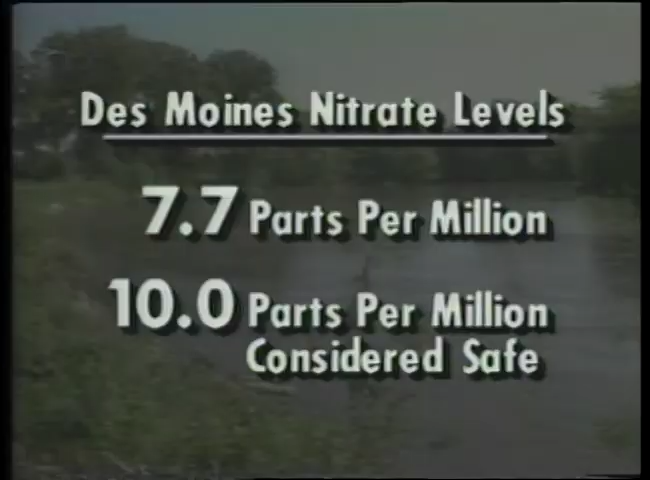 Des Moines Nitrate Levels
7.7 Parts Per Million
10.0 Parts Per Million
Considered Safe